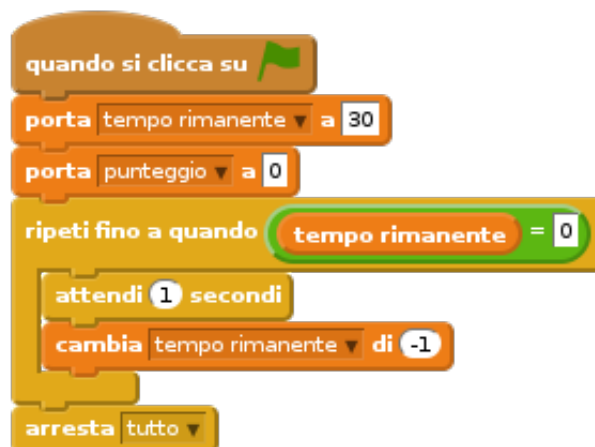 quando si clicca su
porta tempo rimanente a 30
porta punteggio a 0
ripeti fino a quando tempo rimanente = 0
attendi 1 secondi
cambia tempo rimanente di -1
arresta tutto